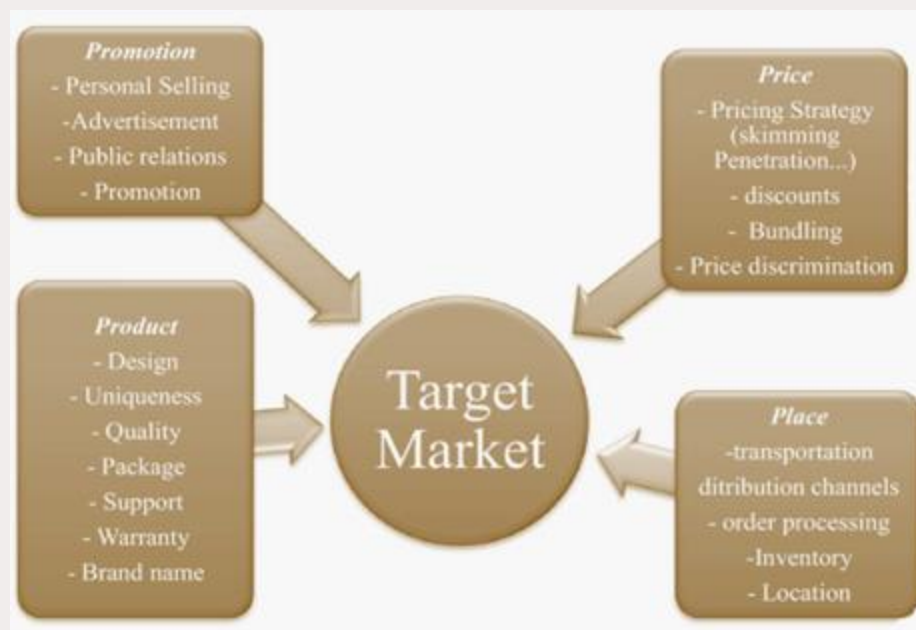 Promotion
- Personal Selling
-Advertisement
- Public relations
- Promotion
Price
- Pricing Strategy
(skimming
Penetration...)
- discounts
- Bundling
- Price discrimination
Product
- Design
- Uniqueness
- Quality
- Package
- Support
- Warranty
- Brand name
Target
Market
Place
-transportation
ditribution channels
- order processing
-Inventory
- Location